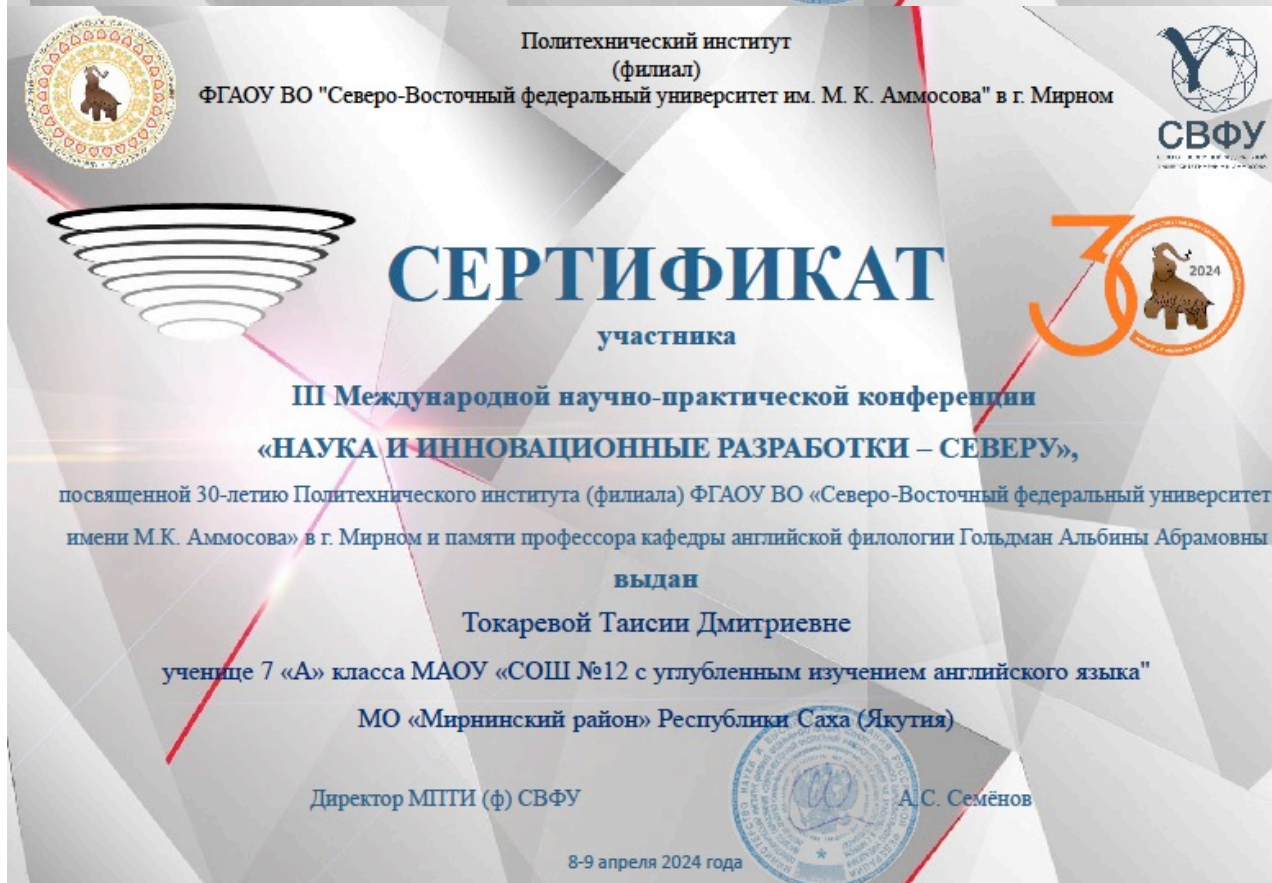 Политехнический институт
(филиал)
ФГАОУ ВО "Северо-Восточный федеральный университет им. М. К. Аммосова" в г. Мирном
СВФУ
30
2024
СЕРТИФИКАТ
участника
III Международной научно-практической конференции
«НАУКА И ИННОВАЦИОННЫЕ РАЗРАБОТКИ – СЕВЕРУ»,
посвященной 30-летию Политехнического института (филиала) ФГАОУ ВО «Северо-Восточный федеральный университет
имени М.К. Аммосова» в г. Мирном и памяти профессора кафедры английской филологии Гольдман Альбины Абрамовны
выдан
Токаревой Таисии Дмитриевне
ученице 7 «А» класса МАОУ «СОШ №12 с углубленным изучением английского языка"
МО «Мирнинский район» Республики Саха (Якутия)
Директор МПТИ (ф) СВФУ
А.С. Семёнов
8-9 апреля 2024 года